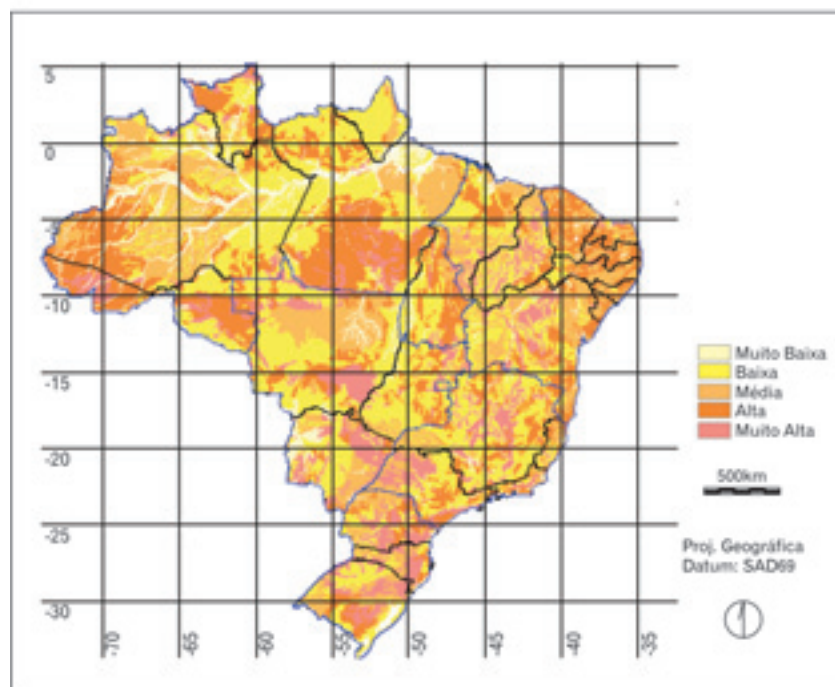 5
0
-5
-10
-15
-20
-25
-30
-70
-65
-60
-55
-50
-45
-40
-35
Muito Baixa
Baixa
Média
Alta
Muito Alta
500km
Proj. Geográfica
Datum: SAD69